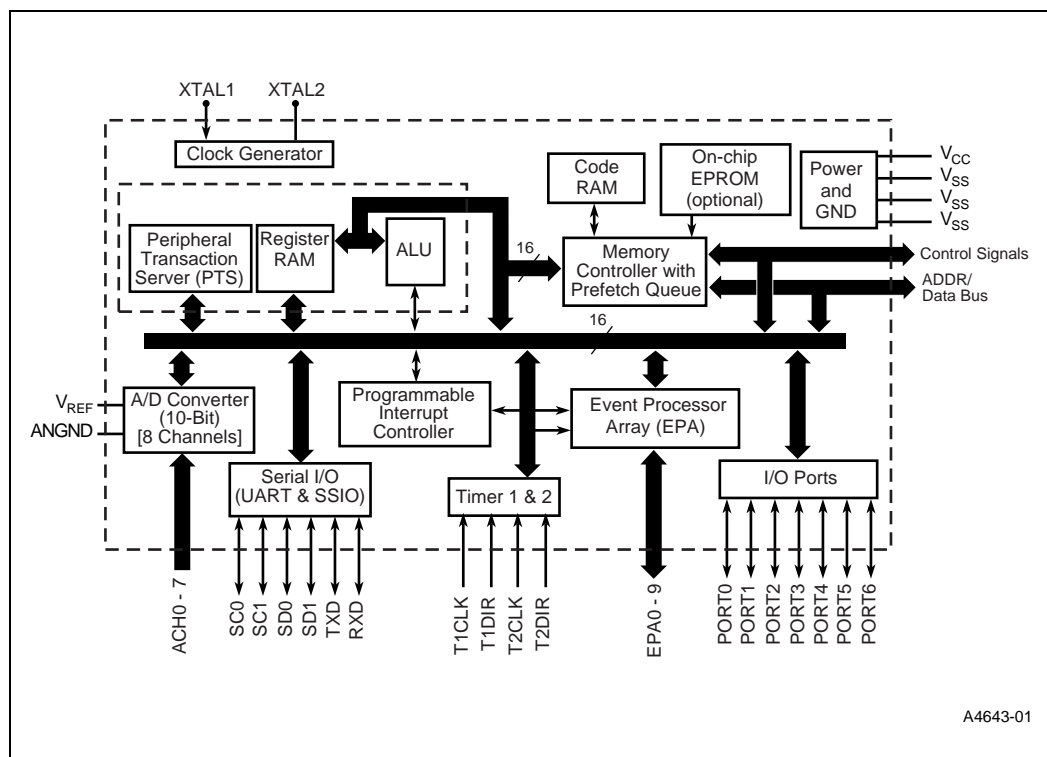 XTAL1
XTAL2
Clock Generator
Code
RAM
On-chip
EPROM
(optional)
Power
and
GND
VCC
VSS
VSS
VSS
Peripheral
Transaction
Server (PTS)
Register
RAM
ALU
16
Memory
Controller with
Prefetch Queue
Control Signals
ADDR/
Data Bus
16
VREF
ANGND
A/D Converter
(10-Bit)
[8 Channels]
Programmable
Interrupt
Controller
Event Processor
Array (EPA)
Serial I/O
(UART & SSIO)
Timer 1 & 2
I/O Ports
ACH0 - 7
SC0
SC1
SD0
SD1
TXD
RXD
T1CLK
T1DIR
T2CLK
T2DIR
EPA0 - 9
PORT0
PORT1
PORT2
PORT3
PORT4
PORT5
PORT6
A4643-01